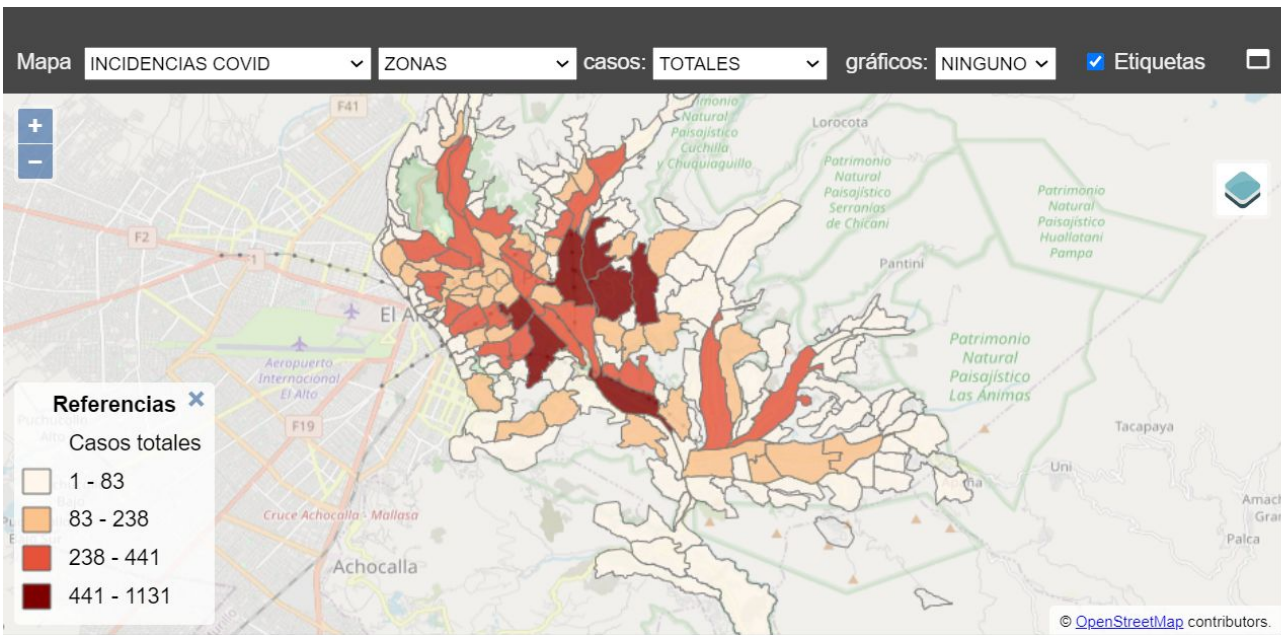 Mapa INCIDENCIAS COVID ZONAS casos: TOTALES gráficos: NINGUNO Etiquetas
+
−
F41
Patrimonio
Natural
Paisajístico
Cuchilla
y Chuquiaguillo
Lorocota
Patrimonio
Natural
Paisajístico
Serranías
de Chicani
Patrimonio
Natural
Paisajístico
Huallatani
Pampa
F2
1
Pantini
El Al
Aeropuerto
Internacional
El Alto
Patrimonio
Natural
Paisajístico
Las Ánimas
F19
Tacapaya
Uni
Cruce Achocalla - Mallasa
Achocalla
Palca
Referencias ×
Casos totales
1 - 83
83 - 238
238 - 441
441 - 1131
© OpenStreetMap contributors.